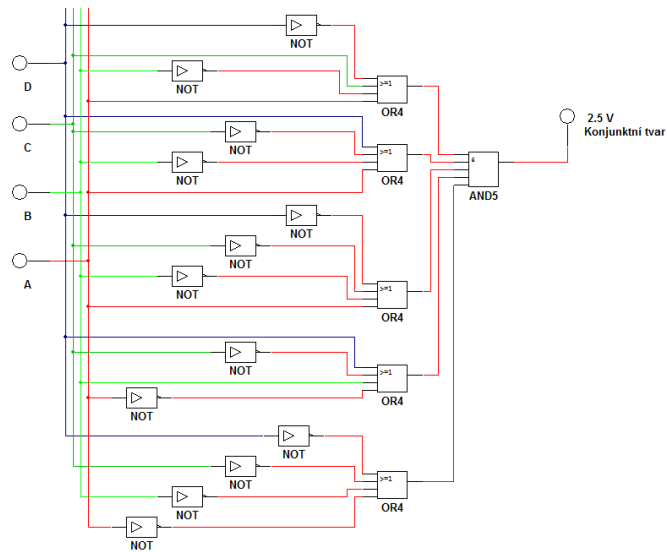 NOT
D
NOT
>=1
OR4
2.5 V
Konjunktní tvar
C
NOT
>=1
NOT
OR4
&
AND5
B
NOT
A
NOT
NOT
>=1
OR4
NOT
>=1
OR4
NOT
NOT
NOT
>=1
OR4
NOT
NOT